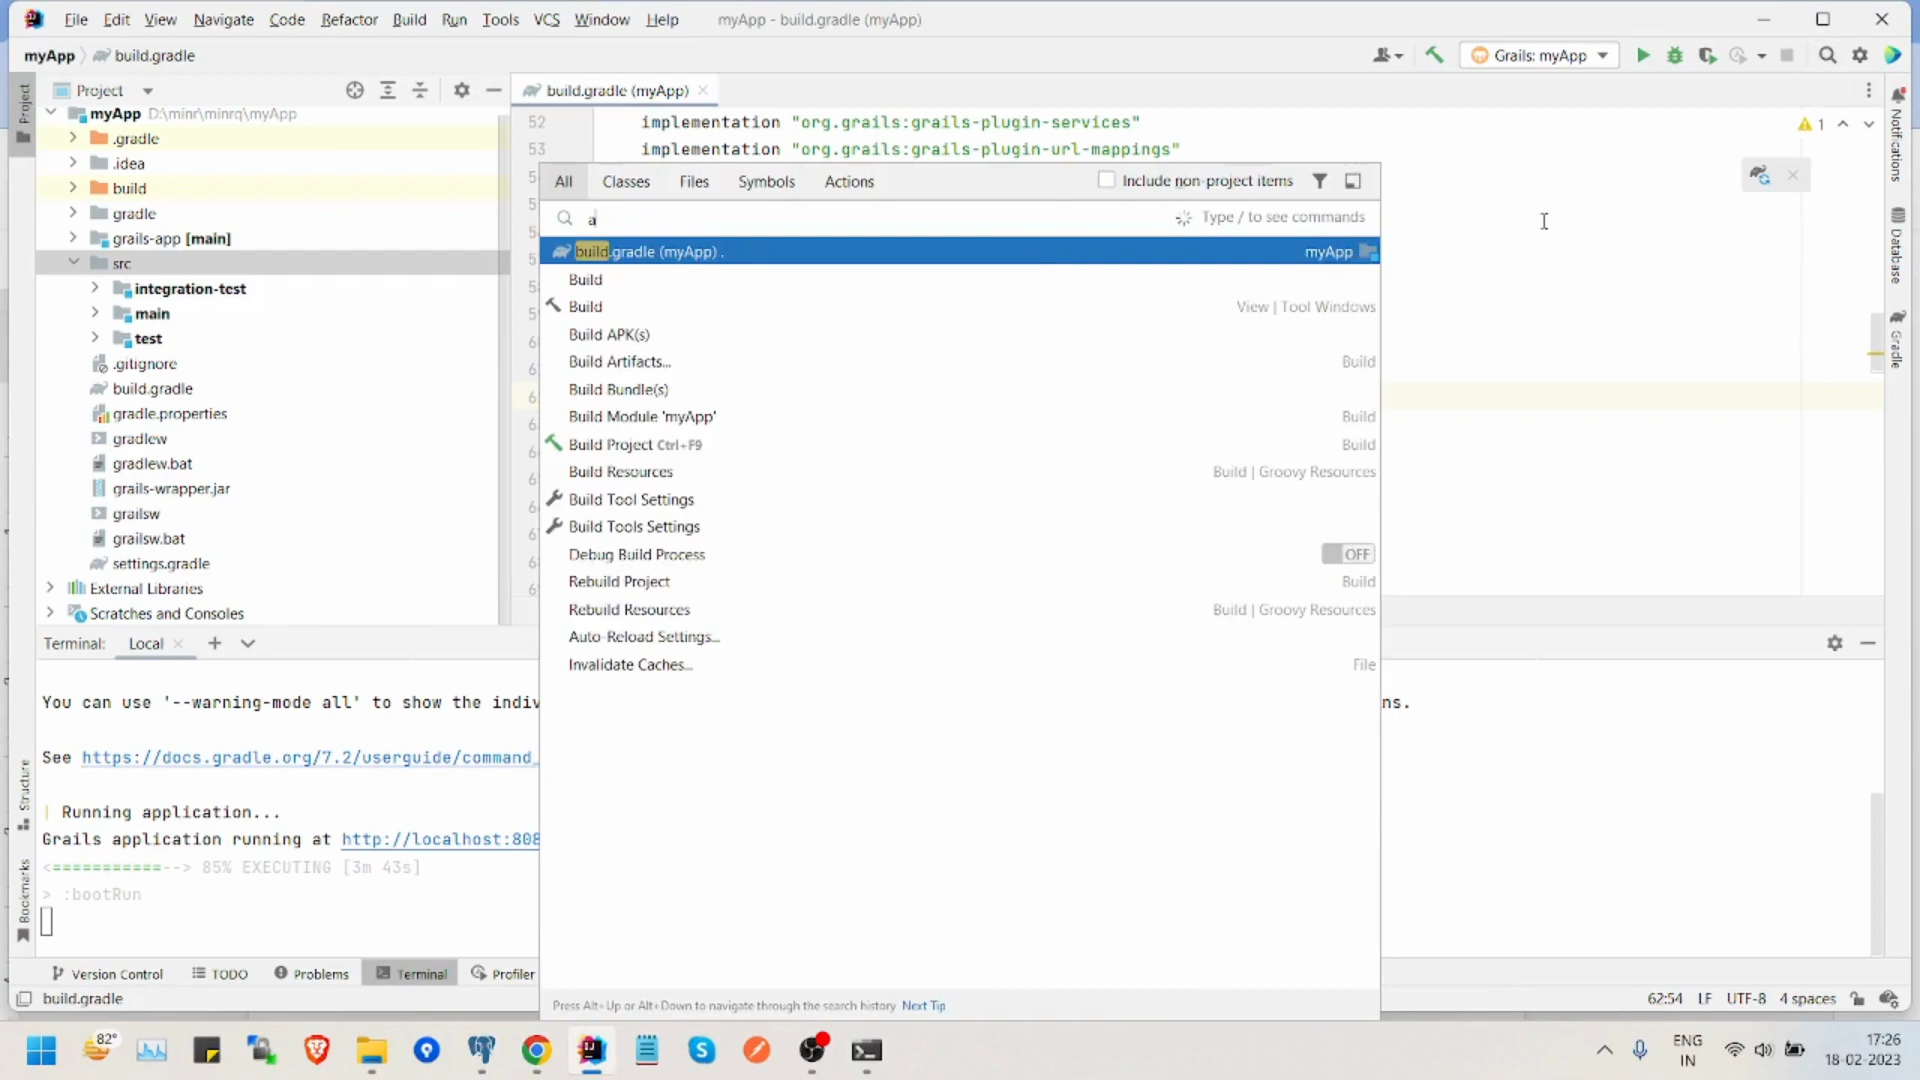 File Edit View Navigate Code Refactor Build Run Tools VCS Window Help myApp - build.gradle (myApp)
myApp build.gradle Grails: myApp
Project build.gradle (myApp)
Project
myApp D:\minr\minrq\myApp
.gradle
.idea
build
gradle
grails-app [main]
src
integration-test
main
test
.gitignore
build.gradle
gradle.properties
gradlew
gradlew.bat
grails-wrapper.jar
grailsw
grailsw.bat
settings.gradle
External Libraries
Scratches and Consoles
52 implementation "org.grails:grails-plugin-services"
53 implementation "org.grails:grails-plugin-url-mappings"
1
All Classes Files Symbols Actions Include non-project items
a Type / to see commands
build.gradle (myApp) . myApp
Build
Build View | Tool Windows
Build APK(s)
Build Artifacts... Build
Build Bundle(s)
Build Module 'myApp' Build
Build Project Ctrl+F9 Build
Build Resources Build | Groovy Resources
Build Tool Settings
Build Tools Settings
Debug Build Process OFF
Rebuild Project Build
Rebuild Resources Build | Groovy Resources
Auto-Reload Settings...
Invalidate Caches... File
Press Alt+Up or Alt+Down to navigate through the search history Next Tip
Notifications
Database
Gradle
Terminal: Local
You can use '--warning-mode all' to show the indiv
ns.
See https://docs.gradle.org/7.2/userguide/command_
| Running application...
Grails application running at http://localhost:808
<===========--> 85% EXECUTING [3m 43s]
> :bootRun
Structure
Bookmarks
Version Control TODO Problems Terminal Profiler
build.gradle 62:54 LF UTF-8 4 spaces
82°
ENG
IN
17:26
18-02-2023